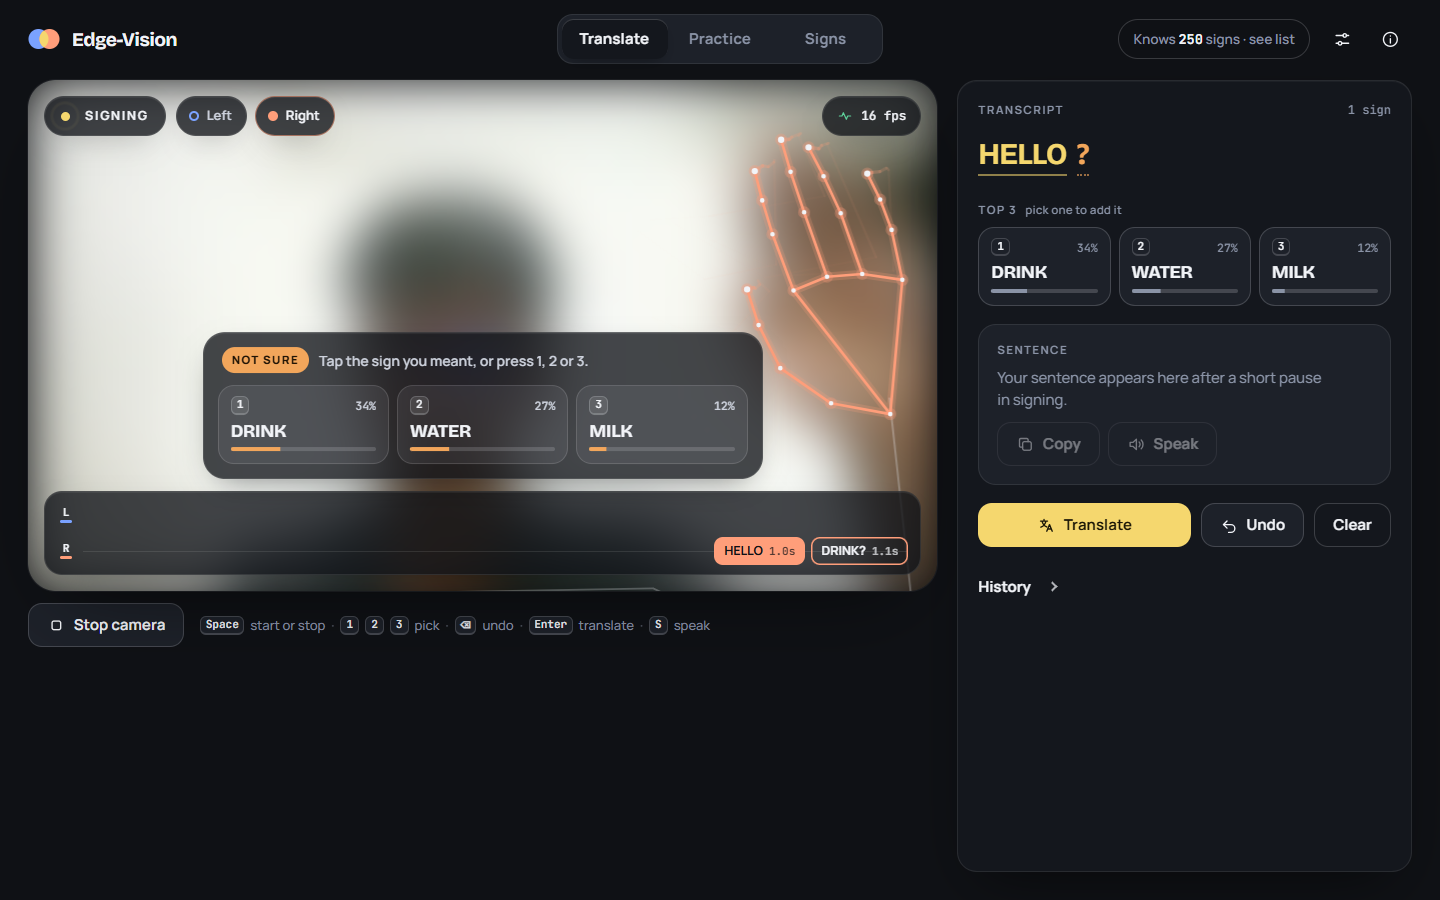 Edge-Vision
Translate Practice Signs
Knows 250 signs · see list
SIGNING Left Right
16 fps
NOT SURE Tap the sign you meant, or press 1, 2 or 3.
1 34% 2 27% 3 12%
DRINK WATER MILK
L
R HELLO 1.0s DRINK? 1.1s
Stop camera Space start or stop · 1 2 3 pick · ⌫ undo · Enter translate · S speak
TRANSCRIPT 1 sign
HELLO ?
TOP 3 pick one to add it
1 34% 2 27% 3 12%
DRINK WATER MILK
SENTENCE
Your sentence appears here after a short pause
in signing.
Copy Speak
Translate Undo Clear
History